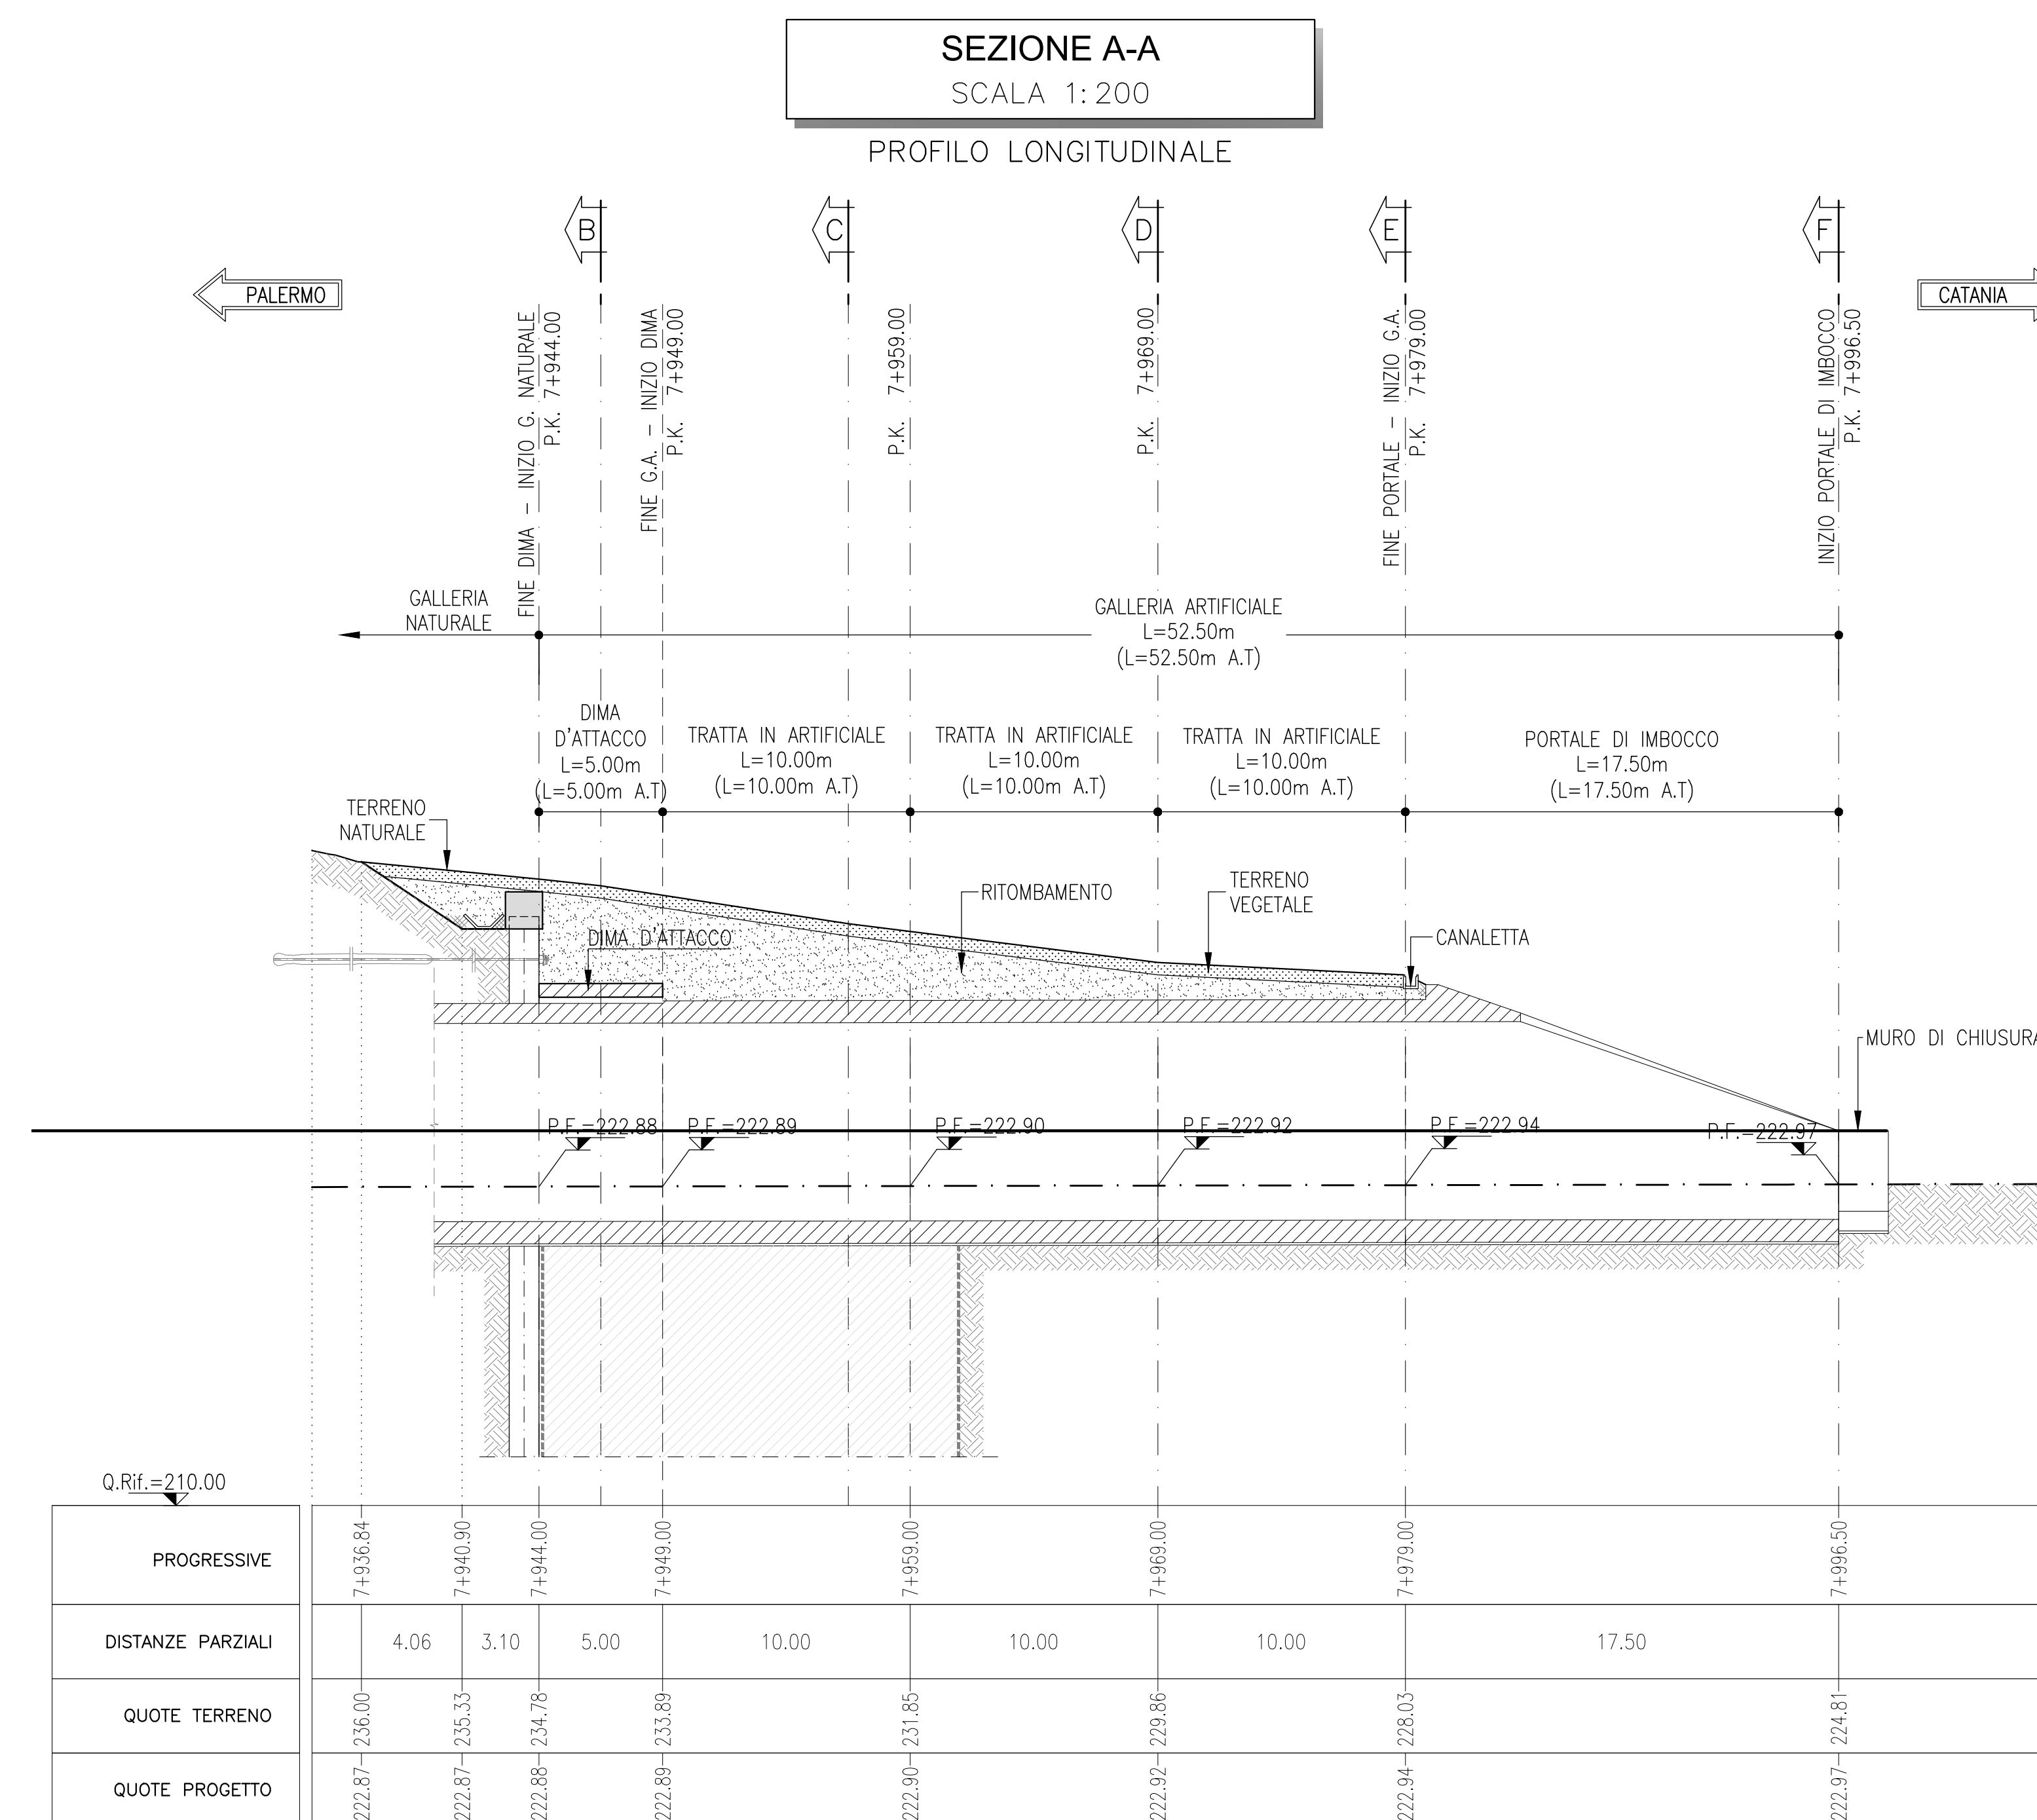 SEZIONE A-A
SCALA 1:200
PROFILO LONGITUDINALE
B
C
D
E
F
PALERMO
CATANIA
FINE DIMA - INIZIO G. NATURALE
P.K. 7+944.00
FINE G.A. - INIZIO DIMA
P.K. 7+949.00
P.K. 7+959.00
P.K. 7+969.00
FINE PORTALE - INIZIO G.A.
P.K. 7+979.00
INIZIO PORTALE DI IMBOCCO
P.K. 7+996.50
GALLERIA
NATURALE
GALLERIA ARTIFICIALE
L=52.50m
(L=52.50m A.T)
DIMA
D'ATTACCO
L=5.00m
(L=5.00m A.T)
TRATTA IN ARTIFICIALE
L=10.00m
(L=10.00m A.T)
TRATTA IN ARTIFICIALE
L=10.00m
(L=10.00m A.T)
TRATTA IN ARTIFICIALE
L=10.00m
(L=10.00m A.T)
PORTALE DI IMBOCCO
L=17.50m
(L=17.50m A.T)
TERRENO
NATURALE
RITOMBAMENTO
TERRENO
VEGETALE
CANALETTA
DIMA D'ATTACCO
MURO DI CHIUSURA
P.F.=222.88
P.F.=222.89
P.F.=222.90
P.F.=222.92
P.F.=222.94
P.F.=222.97
Q.Rif.=210.00
PROGRESSIVE
7+936.84
7+940.90
7+944.00
7+949.00
7+959.00
7+969.00
7+979.00
7+996.50
DISTANZE PARZIALI
4.06
3.10
5.00
10.00
10.00
10.00
17.50
QUOTE TERRENO
236.00
235.33
234.78
233.89
231.85
229.86
228.03
224.81
QUOTE PROGETTO
222.87
222.87
222.88
222.89
222.90
222.92
222.94
222.97